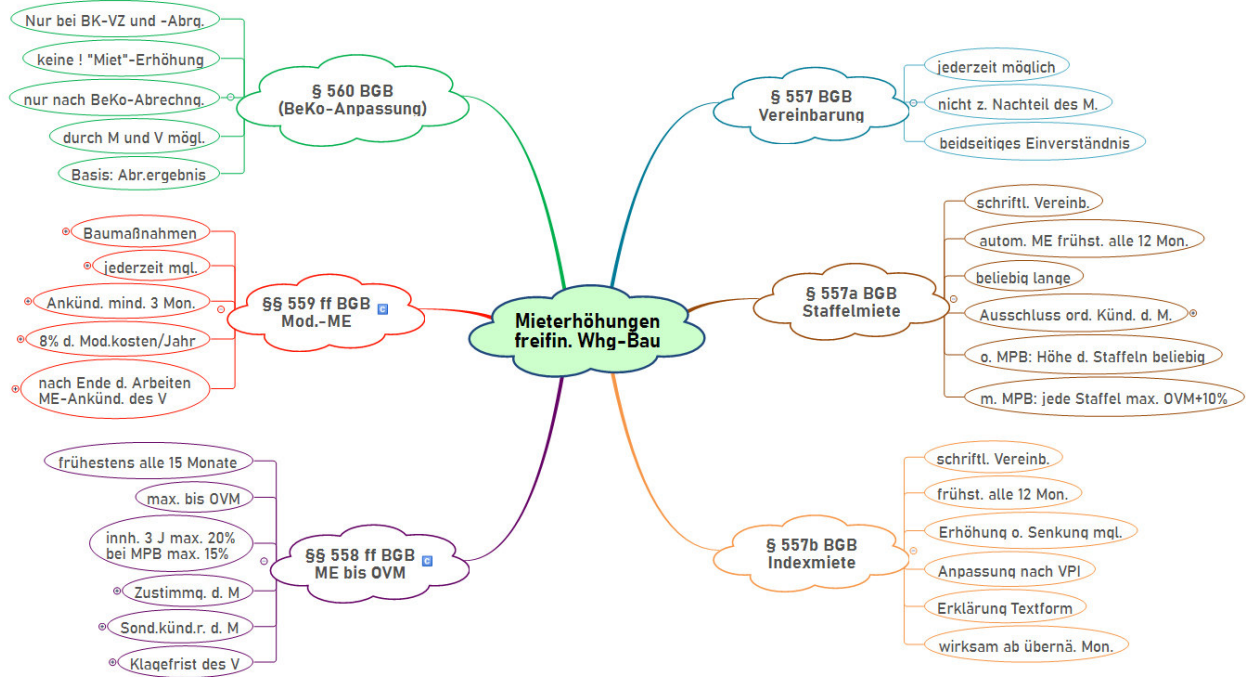 Mieterhöhungen
freifin. Whg-Bau
§ 560 BGB
(BeKo-Anpassung)
Nur bei BK-VZ und -Abrg.
keine ! "Miet"-Erhöhung
nur nach BeKo-Abrechng.
durch M und V mögl.
Basis: Abr.ergebnis
§§ 559 ff BGB
Mod.-ME
Baumaßnahmen
jederzeit mgl.
Ankünd. mind. 3 Mon.
8% d. Mod.kosten/Jahr
nach Ende d. Arbeiten
ME-Ankünd. des V
§§ 558 ff BGB
ME bis OVM
frühestens alle 15 Monate
max. bis OVM
innh. 3 J max. 20%
bei MPB max. 15%
Zustimmg. d. M
Sond.künd.r. d. M
Klagefrist des V
§ 557 BGB
Vereinbarung
jederzeit möglich
nicht z. Nachteil des M.
beidseitiges Einverständnis
§ 557a BGB
Staffelmiete
schriftl. Vereinb.
autom. ME frühst. alle 12 Mon.
beliebig lange
Ausschluss ord. Künd. d. M.
o. MPB: Höhe d. Staffeln beliebig
m. MPB: jede Staffel max. OVM+10%
§ 557b BGB
Indexmiete
schriftl. Vereinb.
frühst. alle 12 Mon.
Erhöhung o. Senkung mgl.
Anpassung nach VPI
Erklärung Textform
wirksam ab übernä. Mon.